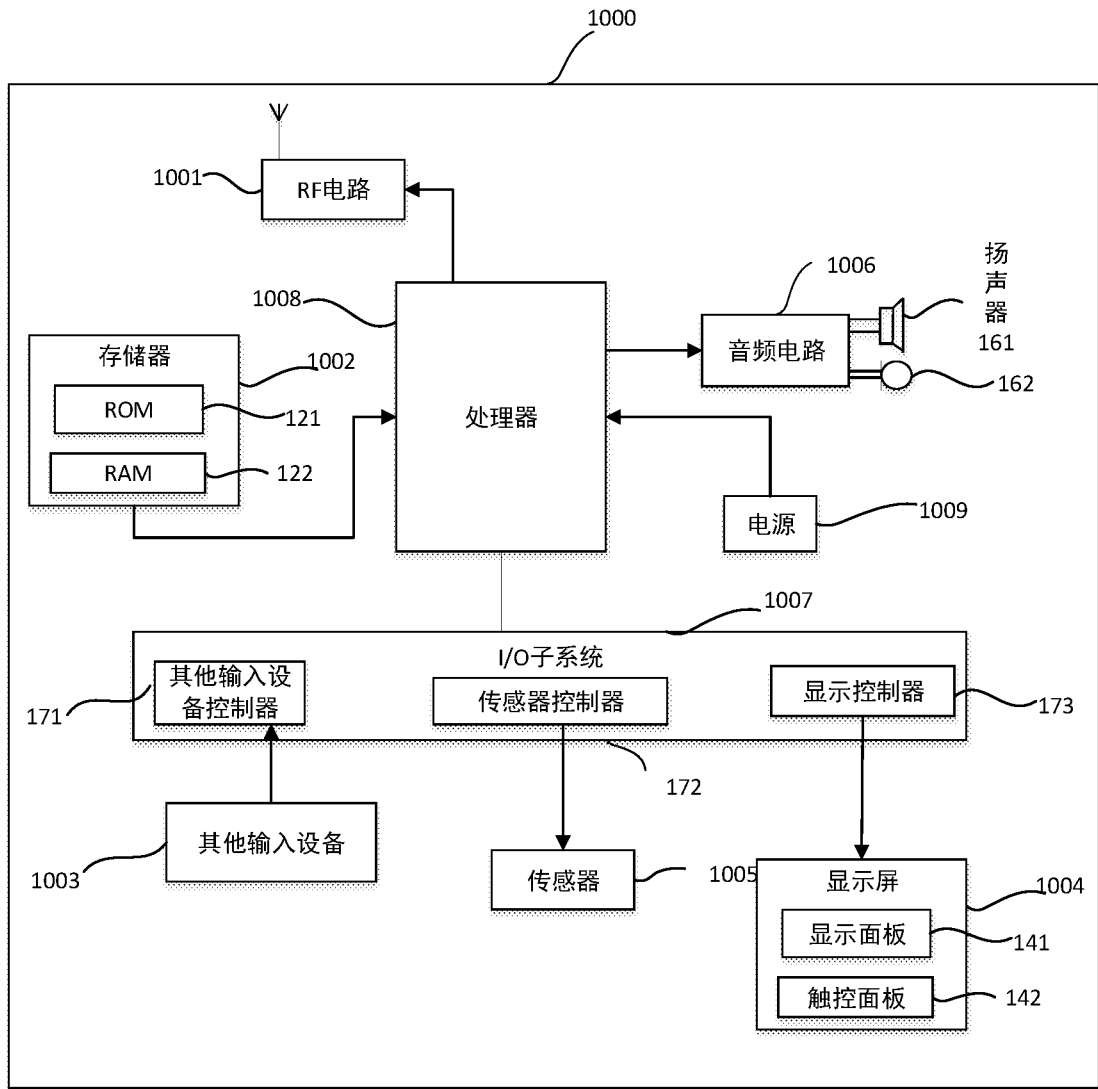 1000
1001
RF电路
1008
1006
扬
声
器
161
音频电路
162
存储器
1002
ROM
121
RAM
122
处理器
电源
1009
1007
I/O子系统
其他输入设
备控制器
171
传感器控制器
172
显示控制器
173
其他输入设备
1003
传感器
1005
显示屏
1004
显示面板
141
触控面板
142